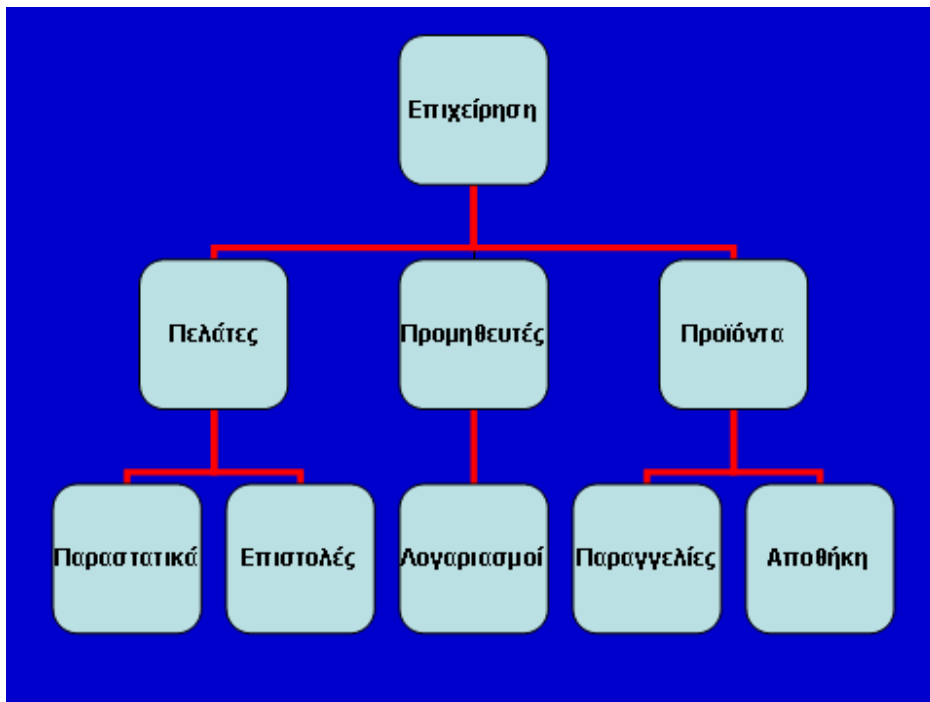 Επιχείρηση
Πελάτες
Προμηθευτές
Προϊόντα
Παραστατικά
Επιστολές
Λογαριασμοί
Παραγγελίες
Αποθήκη